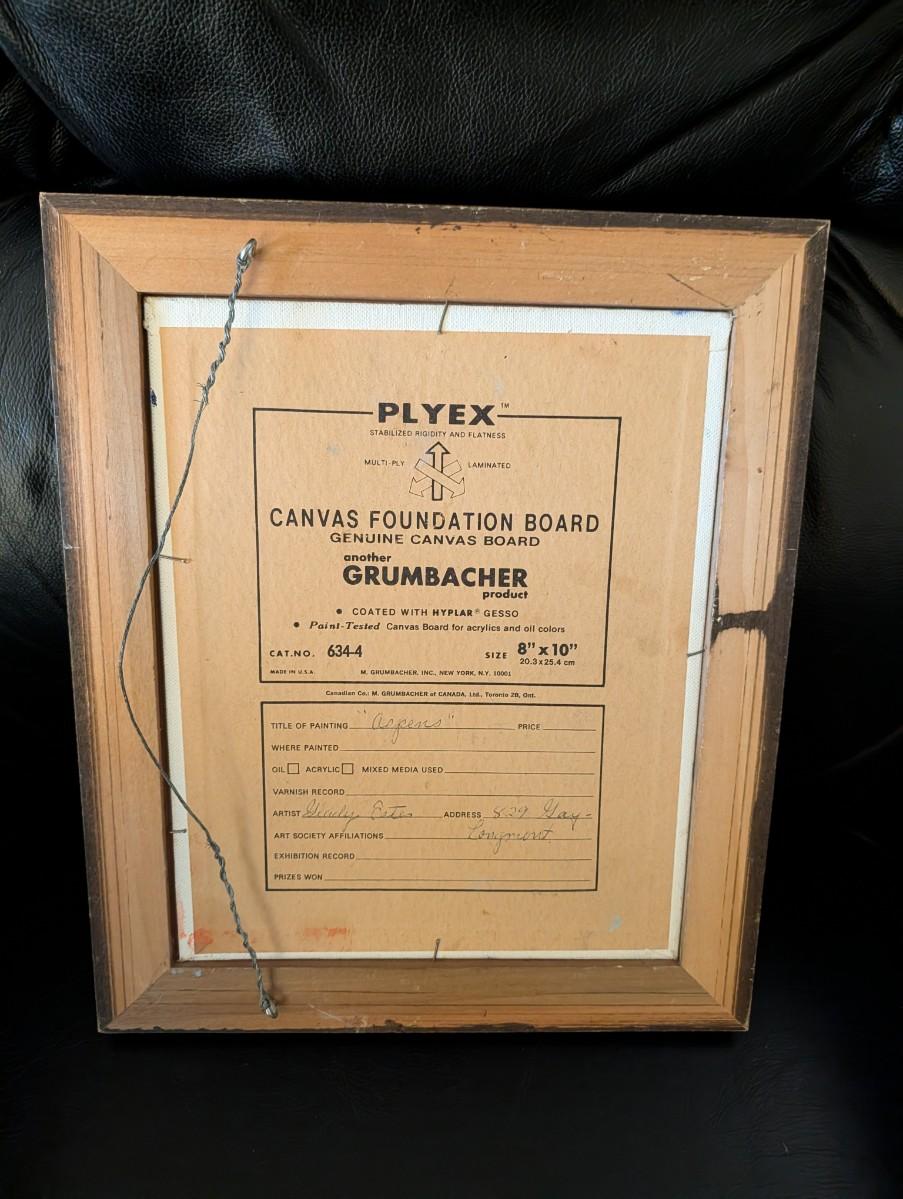 PLYEX™
STABILIZED RIGIDITY AND FLATNESS
MULTI-PLY LAMINATED
CANVAS FOUNDATION BOARD
GENUINE CANVAS BOARD
another
GRUMBACHER
product
• COATED WITH HYPLAR® GESSO
• Paint-Tested Canvas Board for acrylics and oil colors
CAT.NO. 634-4 SIZE 8" x 10"
20.3 x 25.4 cm
MADE IN U.S.A. M. GRUMBACHER, INC., NEW YORK, N.Y. 10001
Canadian Co.: M. GRUMBACHER of CANADA, Ltd., Toronto 2B, Ont.
TITLE OF PAINTING "Aspens" PRICE
WHERE PAINTED
OIL ACRYLIC MIXED MEDIA USED
VARNISH RECORD
ARTIST Estes ADDRESS 829 Gay-
ART SOCIETY AFFILIATIONS Longmont
EXHIBITION RECORD
PRIZES WON